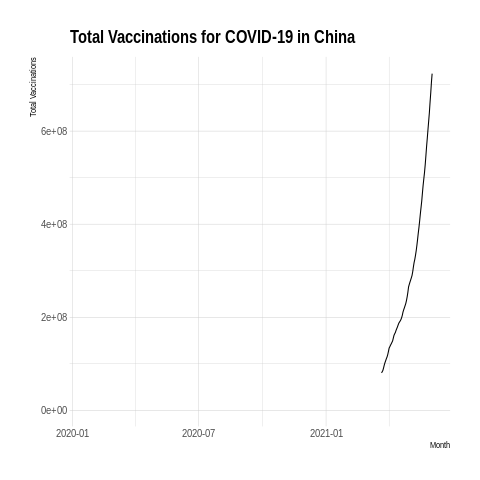 Total Vaccinations for COVID-19 in China
Total Vaccinations
6e+08
4e+08
2e+08
0e+00
2020-01 2020-07 2021-01
Month